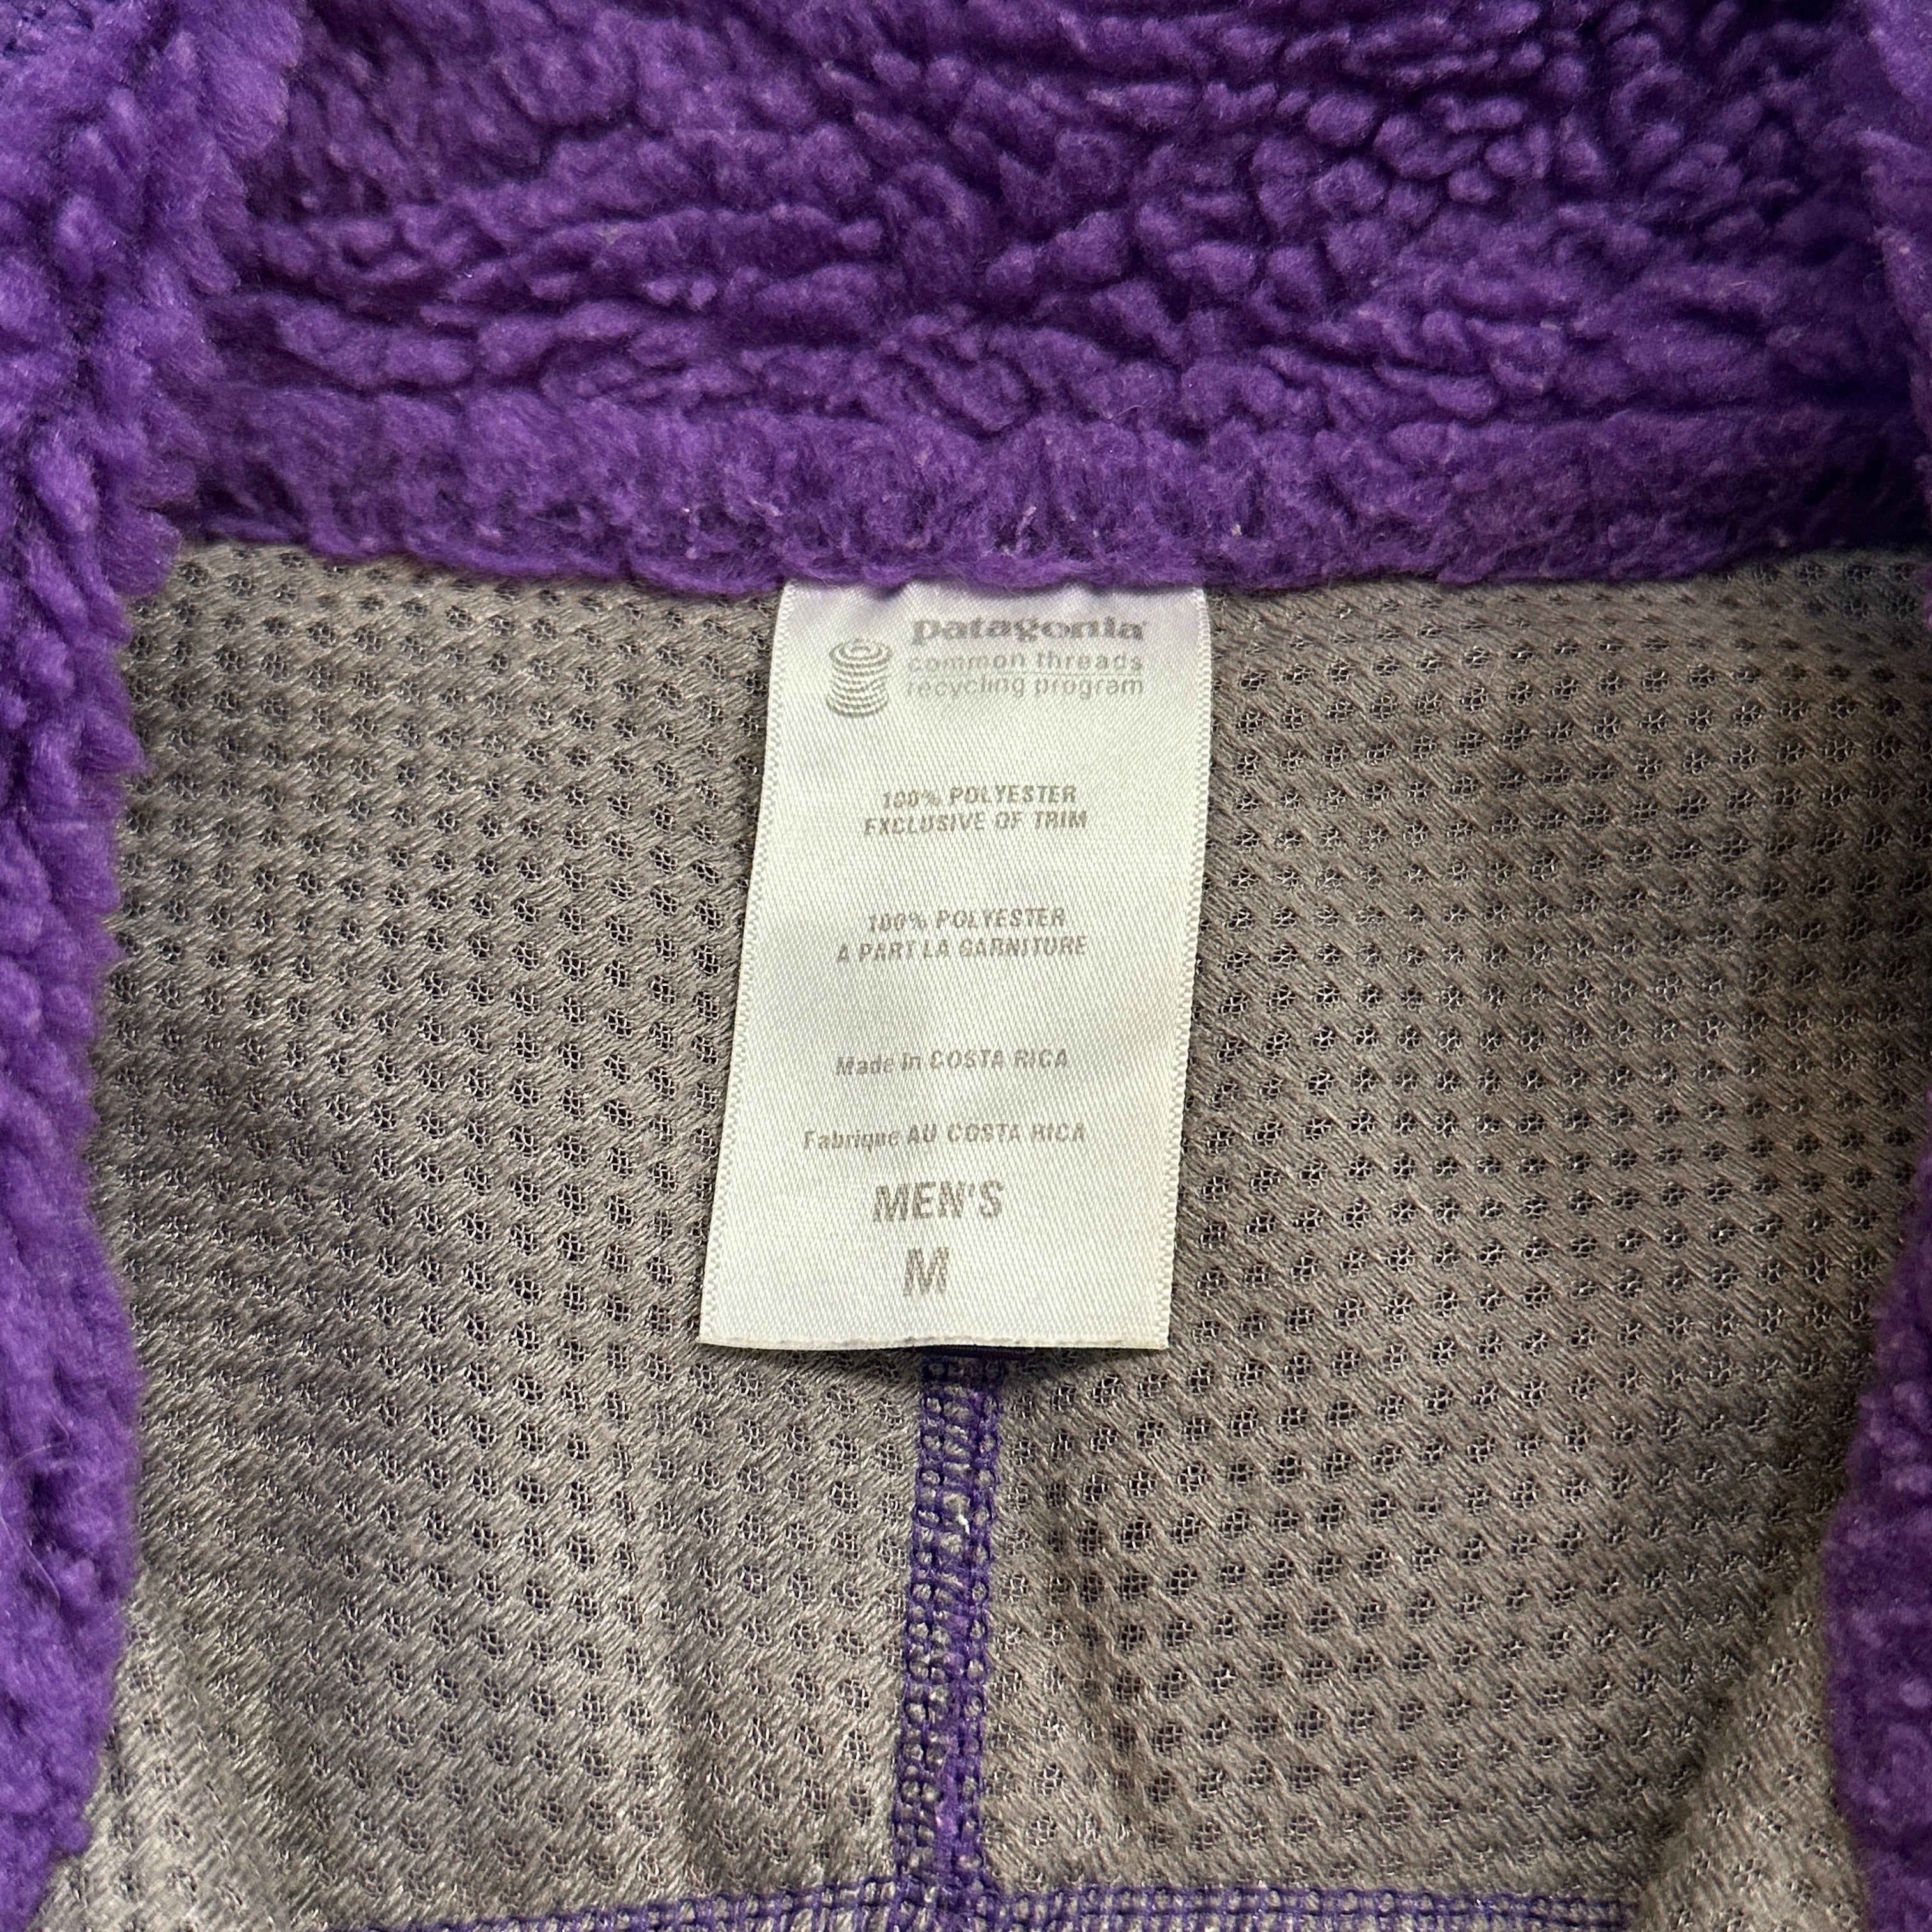 patagonia
common threads
recycling program
100% POLYESTER
EXCLUSIVE OF TRIM
100% POLYESTER
A PART LA GARNITURE
Made in COSTA RICA
Fabrique AU COSTA RICA
MEN'S
M